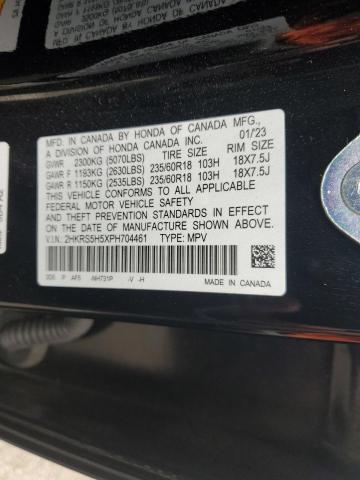 MFD. IN CANADA BY HONDA OF CANADA MFG.,
A DIVISION OF HONDA CANADA INC. 01/23
GVWR 2300KG (5070LBS) TIRE SIZE RIM SIZE
GAWR F 1193KG (2630LBS) 235/60R18 103H 18X7.5J
GAWR R 1150KG (2535LBS) 235/60R18 103H 18X7.5J
THIS VEHICLE CONFORMS TO ALL APPLICABLE
FEDERAL MOTOR VEHICLE SAFETY
AND THEFT PREVENTION STANDARDS IN EFFECT
ON THE DATE OF MANUFACTURE SHOWN ABOVE.
V.I.N.: 2HKRS5H5XPH704461 TYPE: MPV
P AF5 -V -H
MADE IN CANADA